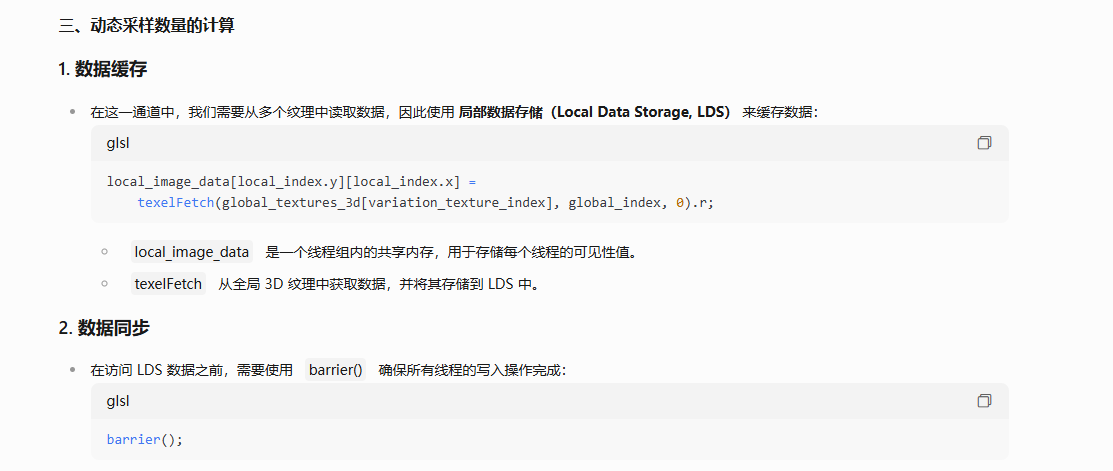 三、动态采样数量的计算
1. 数据缓存
在这一通道中，我们需要从多个纹理中读取数据，因此使用 局部数据存储（Local Data Storage, LDS） 来缓存数据：
glsl
local_image_data[local_index.y][local_index.x] =
    texelFetch(global_textures_3d[variation_texture_index], global_index, 0).r;
local_image_data 是一个线程组内的共享内存，用于存储每个线程的可见性值。
texelFetch 从全局 3D 纹理中获取数据，并将其存储到 LDS 中。
2. 数据同步
在访问 LDS 数据之前，需要使用 barrier() 确保所有线程的写入操作完成：
glsl
barrier();